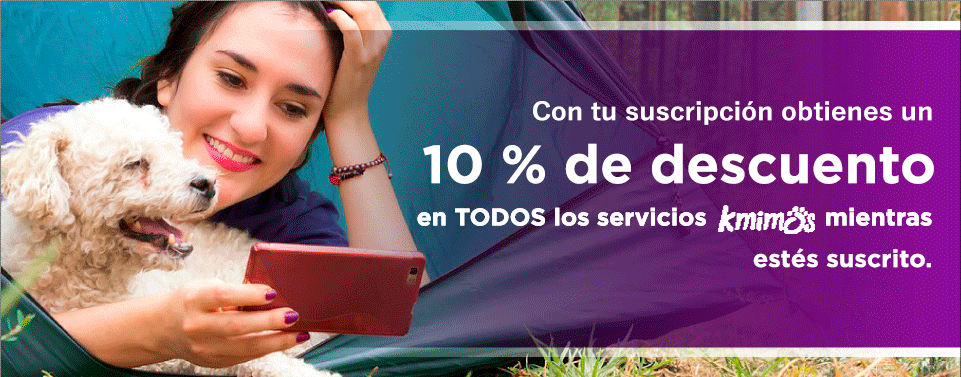 Con tu suscripción obtienes un
10 % de descuento
en TODOS los servicios kmimos mientras
estés suscrito.